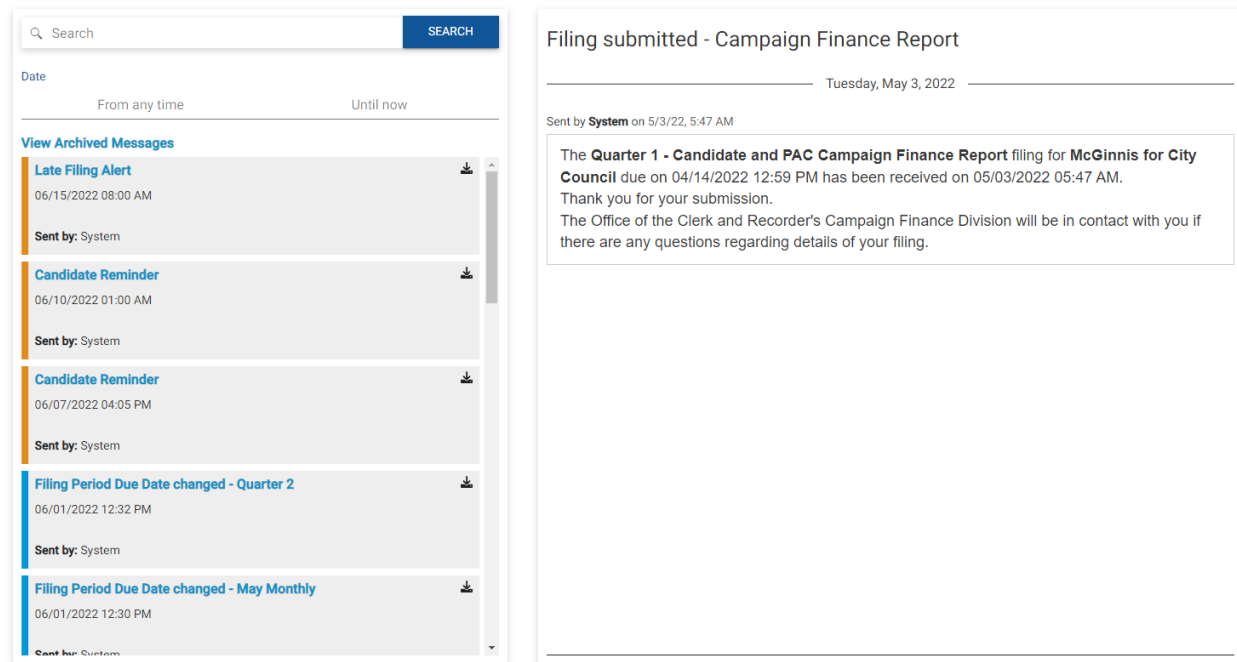 Search
SEARCH
Date
From any time
Until now
View Archived Messages
Late Filing Alert
06/15/2022 08:00 AM
Sent by: System
Candidate Reminder
06/10/2022 01:00 AM
Sent by: System
Candidate Reminder
06/07/2022 04:05 PM
Sent by: System
Filing Period Due Date changed - Quarter 2
06/01/2022 12:32 PM
Sent by: System
Filing Period Due Date changed - May Monthly
06/01/2022 12:30 PM
Sent by: System
Filing submitted - Campaign Finance Report
Tuesday, May 3, 2022
Sent by System on 5/3/22, 5:47 AM
The Quarter 1 - Candidate and PAC Campaign Finance Report filing for McGinnis for City
Council due on 04/14/2022 12:59 PM has been received on 05/03/2022 05:47 AM.
Thank you for your submission.
The Office of the Clerk and Recorder's Campaign Finance Division will be in contact with you if
there are any questions regarding details of your filing.